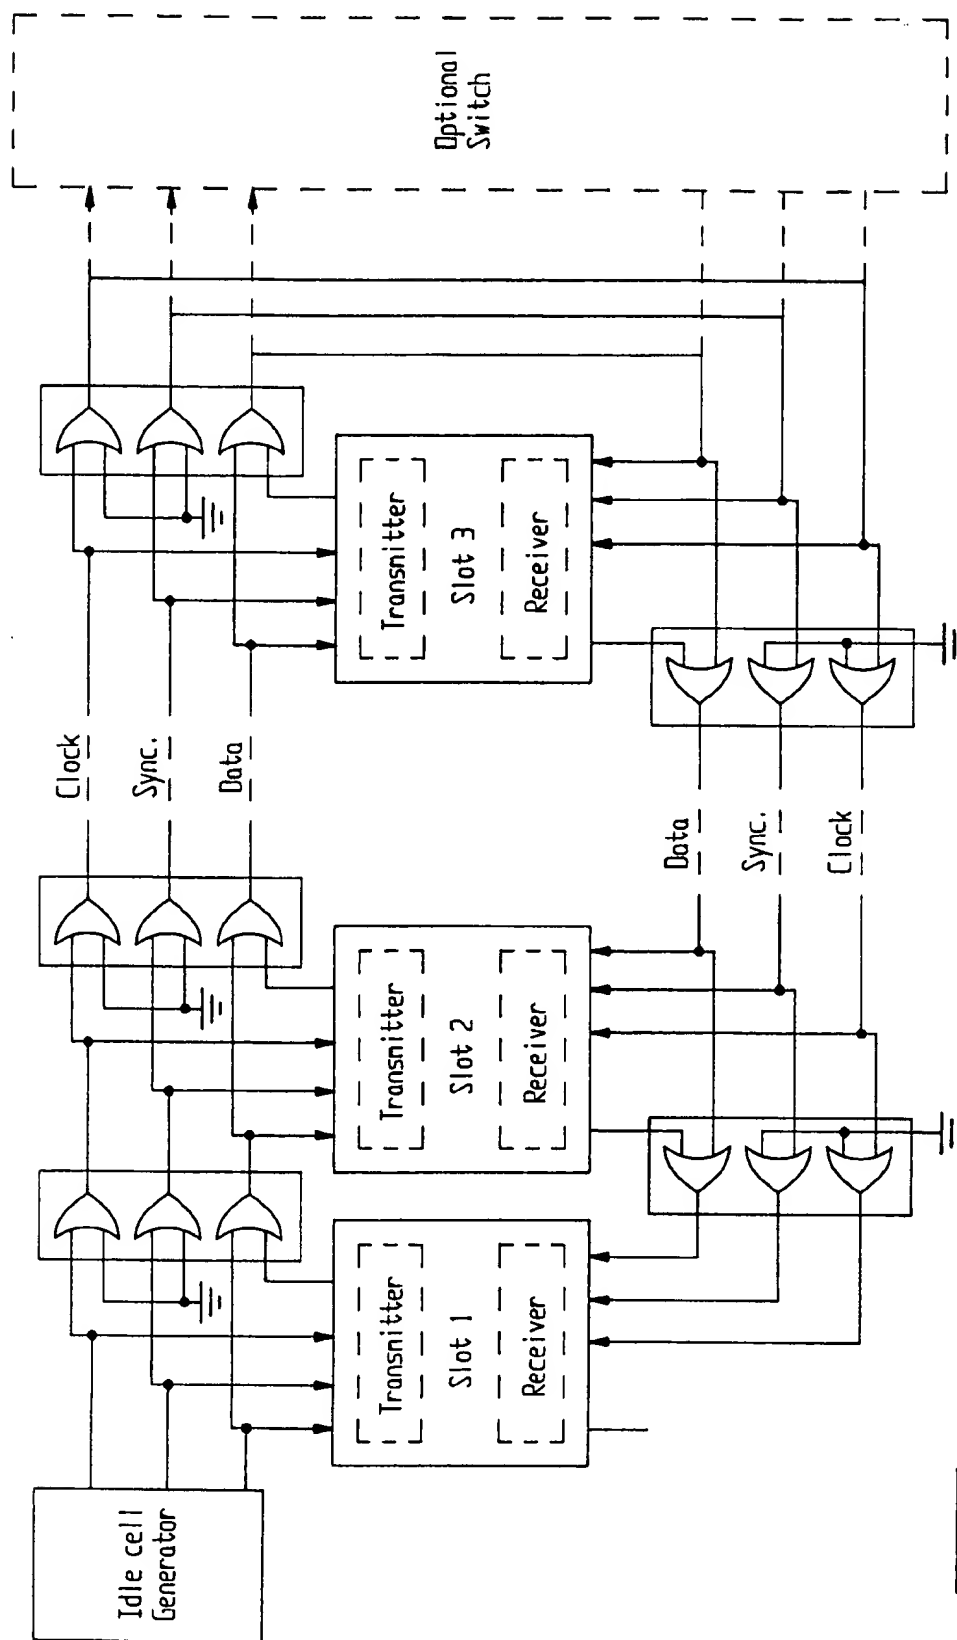 Idle cell
Generator
Transmitter
Slot 1
Receiver
Transmitter
Slot 2
Receiver
Clock
Sync.
Data
Data
Sync.
Clock
Transmitter
Slot 3
Receiver
Optional
Switch